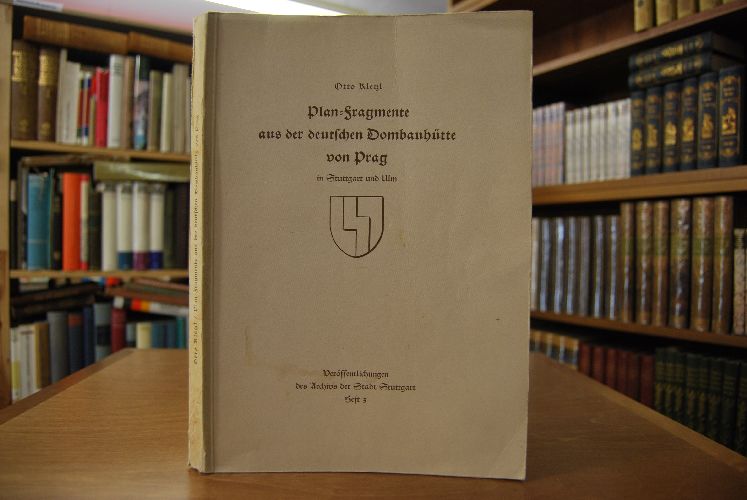 Otto Kletzl
Plan=Fragmente
aus der deutschen Dombauhütte
von Prag
in Stuttgart und Ulm
Veröffentlichungen
des Archivs der Stadt Stuttgart
Heft 3